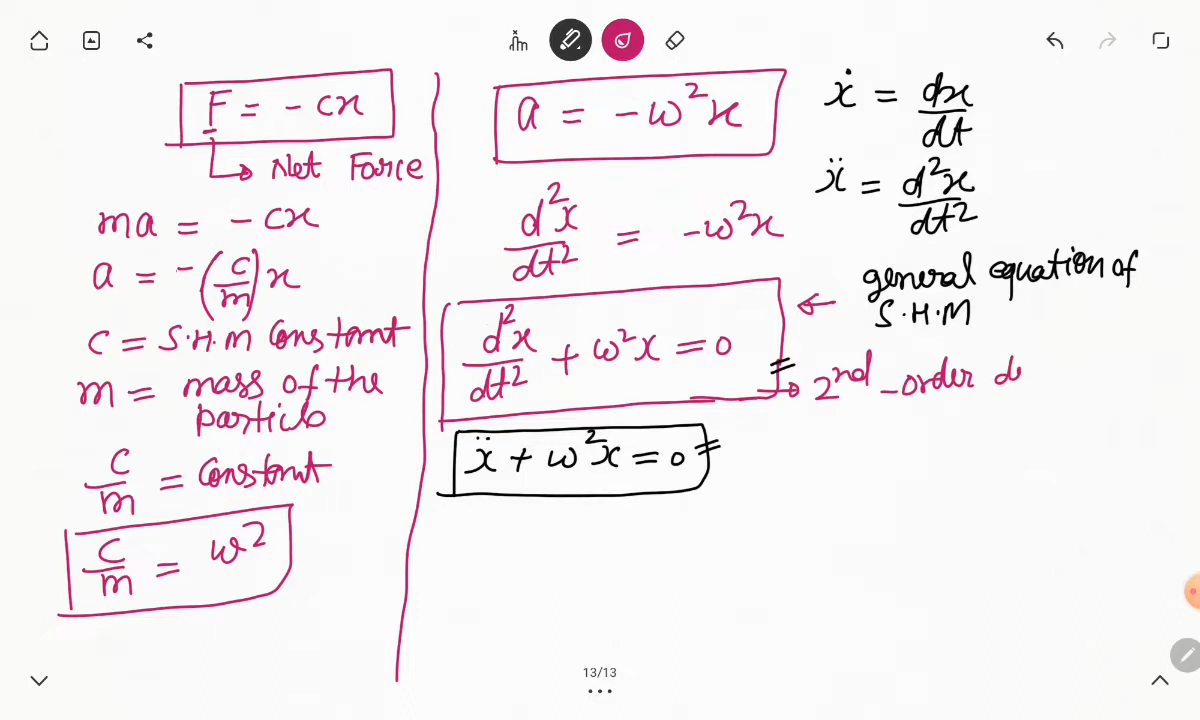 F = - cx
Net Force
ma = - cx
a = -(c/m)x
c = S.H.M Constant
m = mass of the
particle
c/m = Constant
c/m = ω²
a = -ω²x
d²x/dt² = -ω²x
d²x/dt² + ω²x = 0
ẍ + ω²x = 0
ẋ = dx/dt
ẍ = d²x/dt²
general equation of
S.H.M
2nd-order d
13/13